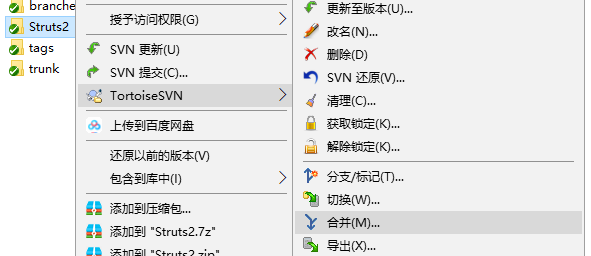 branche
Struts2
tags
trunk
授予访问权限(G)
SVN 更新(U)
SVN 提交(C)...
TortoiseSVN
上传到百度网盘
还原以前的版本(V)
包含到库中(I)
添加到压缩包...
添加到 "Struts2.7z"
添加到 "Struts2.zip"
更新至版本(U)...
改名(N)...
删除(D)
SVN 还原(V)...
清理(C)...
获取锁定(K)...
解除锁定(K)...
分支/标记(T)...
切换(W)...
合并(M)...
导出(X)...